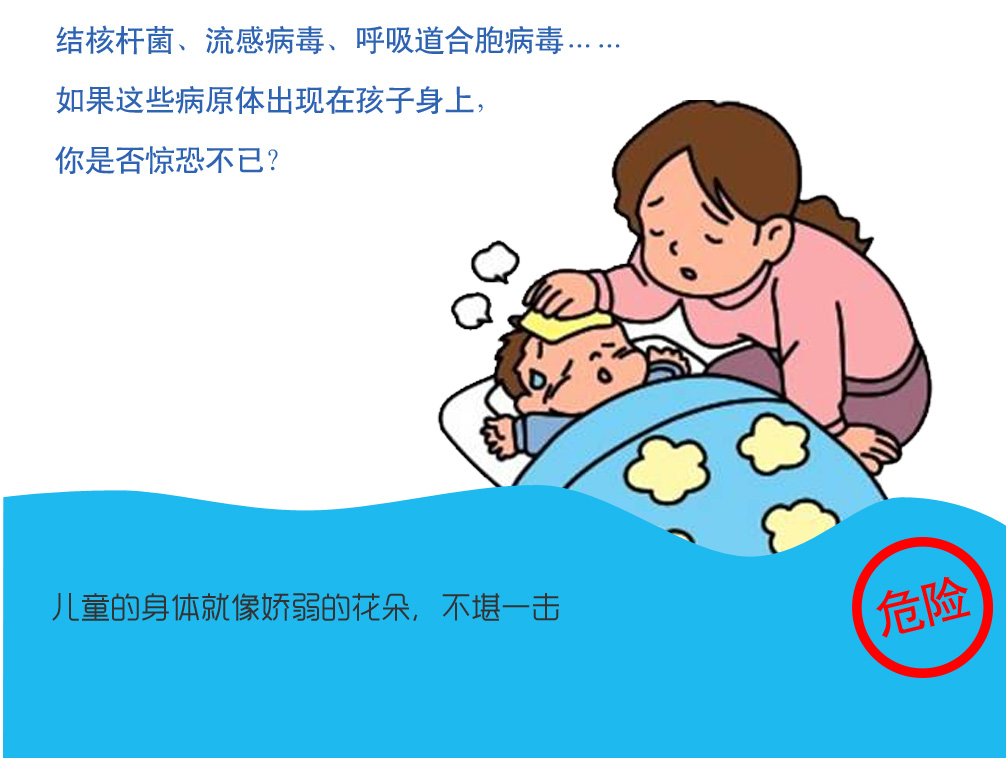 结核杆菌、流感病毒、呼吸道合胞病毒……
如果这些病原体出现在孩子身上，
你是否惊恐不已？
儿童的身体就像娇弱的花朵，不堪一击
危险